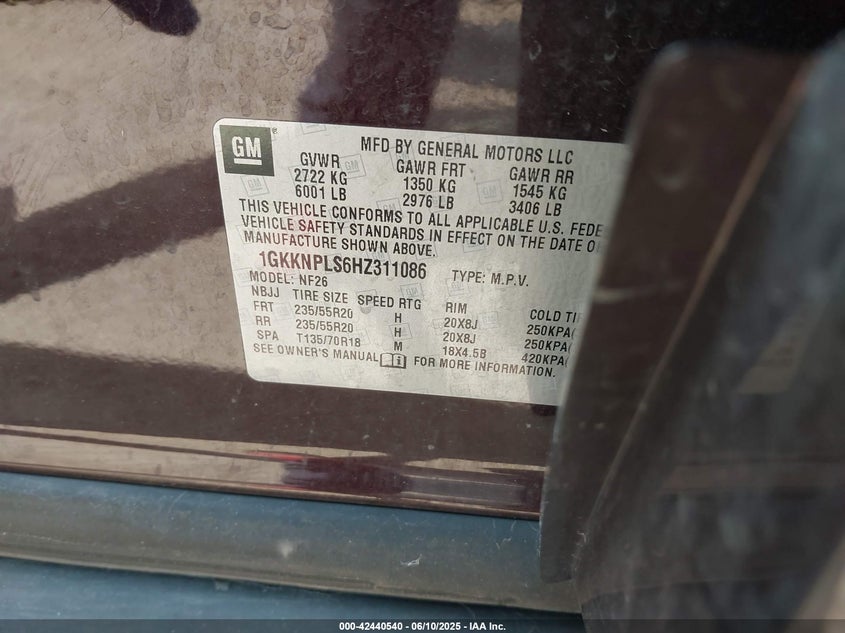 GM
MFD BY GENERAL MOTORS LLC
GVWR GAWR FRT GAWR RR
2722 KG 1350 KG 1545 KG
6001 LB 2976 LB 3406 LB
THIS VEHICLE CONFORMS TO ALL APPLICABLE U.S. FEDE
VEHICLE SAFETY STANDARDS IN EFFECT ON THE DATE O
MANUFACTURE SHOWN ABOVE.
1GKKNPLS6HZ311086 TYPE: M.P.V.
MODEL: NF26
NBJJ TIRE SIZE SPEED RTG RIM COLD TI
FRT 235/55R20 H 20X8J 250KPA(
RR 235/55R20 H 20X8J 250KPA(
SPA T135/70R18 M 18X4.5B 420KPA(
SEE OWNER'S MANUAL FOR MORE INFORMATION.
000-42440540 - 06/10/2025 - IAA Inc.